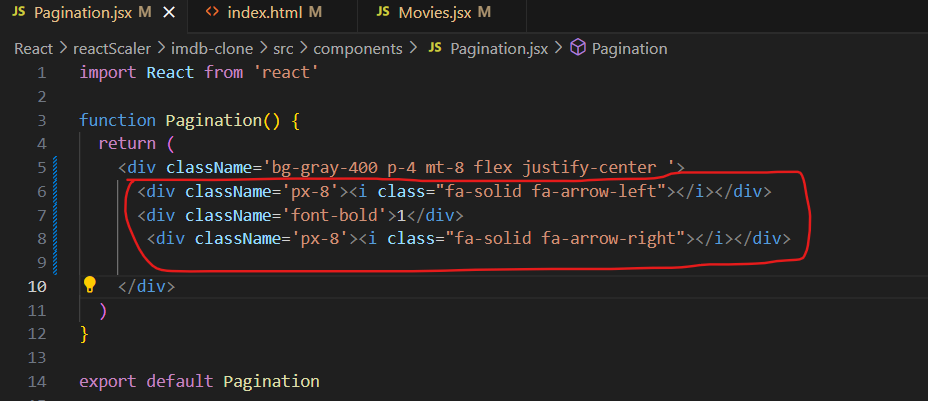 JS Pagination.jsx M X <> index.html M JS Movies.jsx M
React > reactScaler > imdb-clone > src > components > JS Pagination.jsx > Pagination
1 import React from 'react'
2
3 function Pagination() {
4 return (
5 <div className='bg-gray-400 p-4 mt-8 flex justify-center '>
6 <div className='px-8'><i class="fa-solid fa-arrow-left"></i></div>
7 <div className='font-bold'>1</div>
8 <div className='px-8'><i class="fa-solid fa-arrow-right"></i></div>
9
10 </div>
11 )
12 }
13
14 export default Pagination